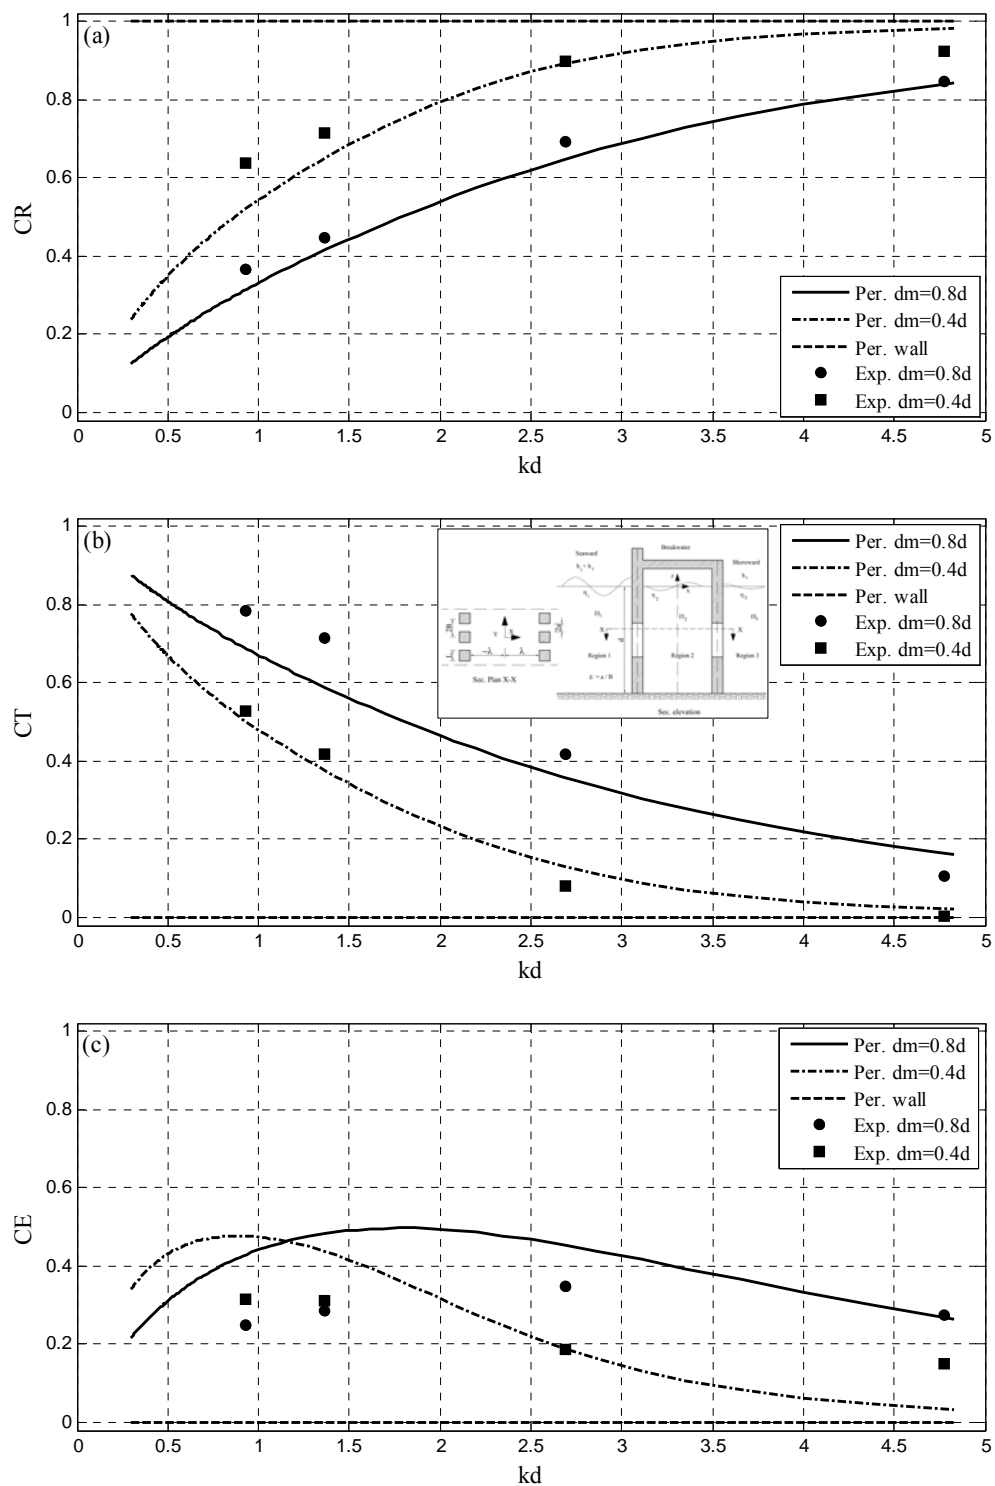 (a)
1
0.8
0.6
0.4
0.2
0
CR
0 0.5 1 1.5 2 2.5 3 3.5 4 4.5 5
kd
Per. dm=0.8d
Per. dm=0.4d
Per. wall
Exp. dm=0.8d
Exp. dm=0.4d
(b)
1
0.8
0.6
0.4
0.2
0
CT
0 0.5 1 1.5 2 2.5 3 3.5 4 4.5 5
kd
Per. dm=0.8d
Per. dm=0.4d
Per. wall
Exp. dm=0.8d
Exp. dm=0.4d
Seaward
Breakwater
Shoreward
Region 1
Region 2
Region 3
Sec. Plan X-X
Sec. elevation
(c)
1
0.8
0.6
0.4
0.2
0
CE
0 0.5 1 1.5 2 2.5 3 3.5 4 4.5 5
kd
Per. dm=0.8d
Per. dm=0.4d
Per. wall
Exp. dm=0.8d
Exp. dm=0.4d